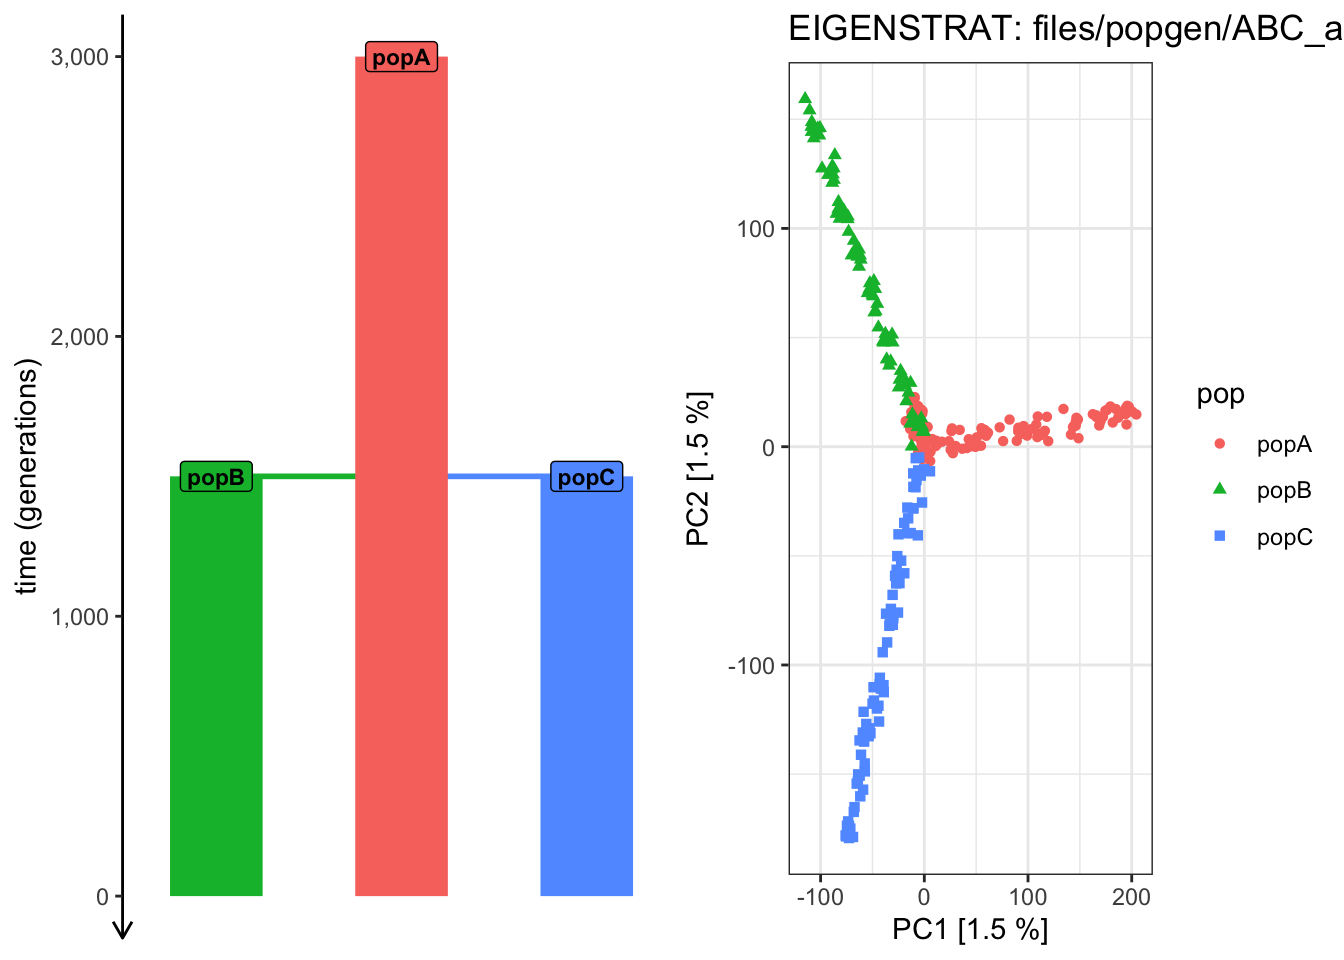 time (generations)
3,000
2,000
1,000
0
popA
popB
popC
EIGENSTRAT: files/popgen/ABC_a
PC2 [1.5 %]
100
0
-100
-100
0
100
200
PC1 [1.5 %]
pop
popA
popB
popC